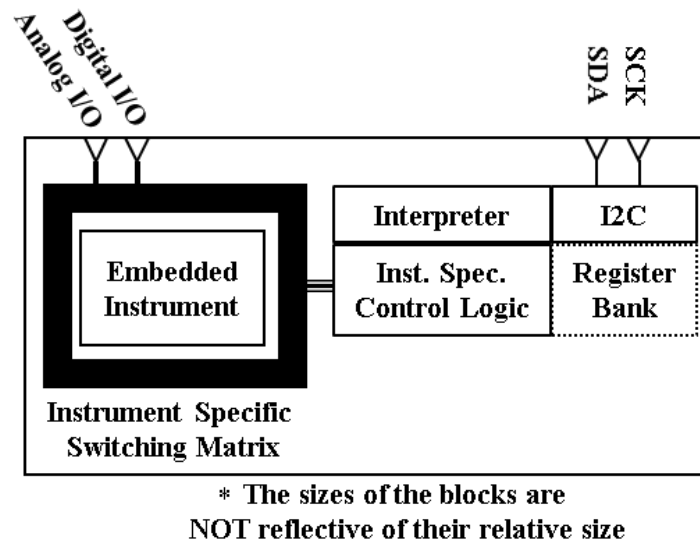 Analog I/O
Digital I/O
SDA
SCK
Embedded
Instrument
Interpreter
I2C
Inst. Spec.
Control Logic
Register
Bank
Instrument Specific
Switching Matrix
* The sizes of the blocks are
NOT reflective of their relative size